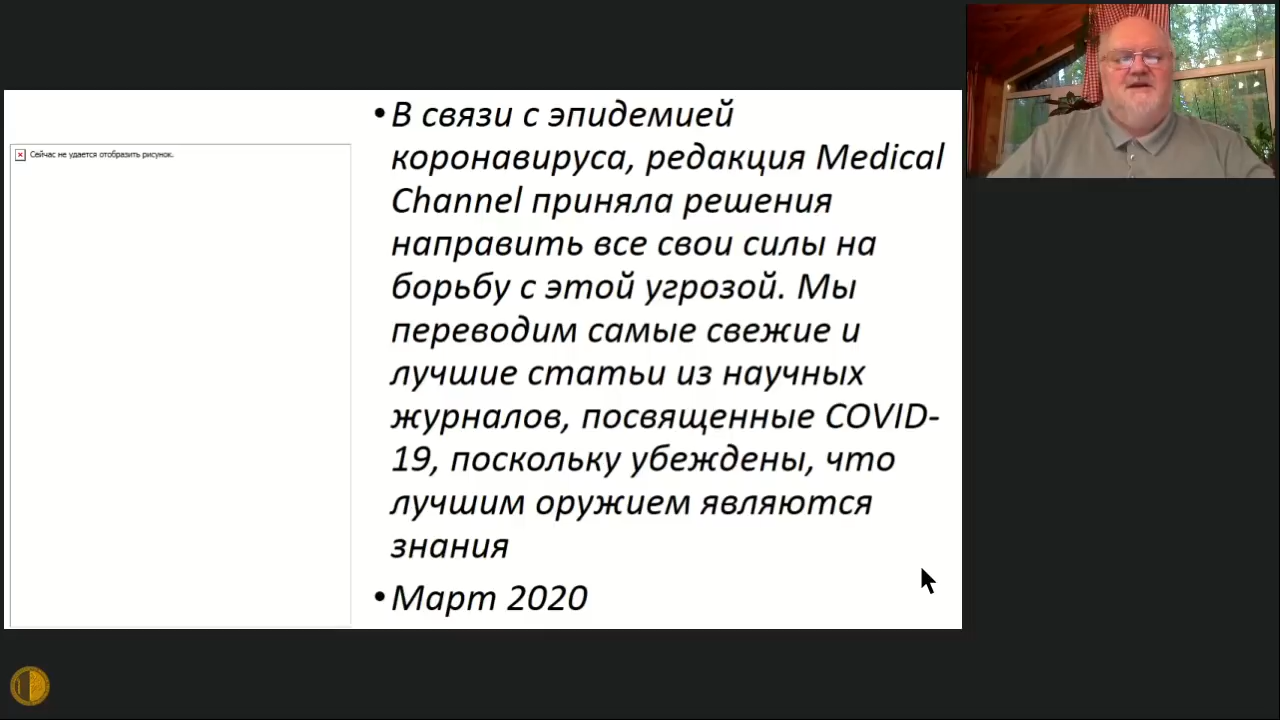 Сейчас не удается отобразить рисунок.
• В связи с эпидемией
коронавируса, редакция Medical
Channel приняла решения
направить все свои силы на
борьбу с этой угрозой. Мы
переводим самые свежие и
лучшие статьи из научных
журналов, посвященные COVID-
19, поскольку убеждены, что
лучшим оружием являются
знания
• Март 2020